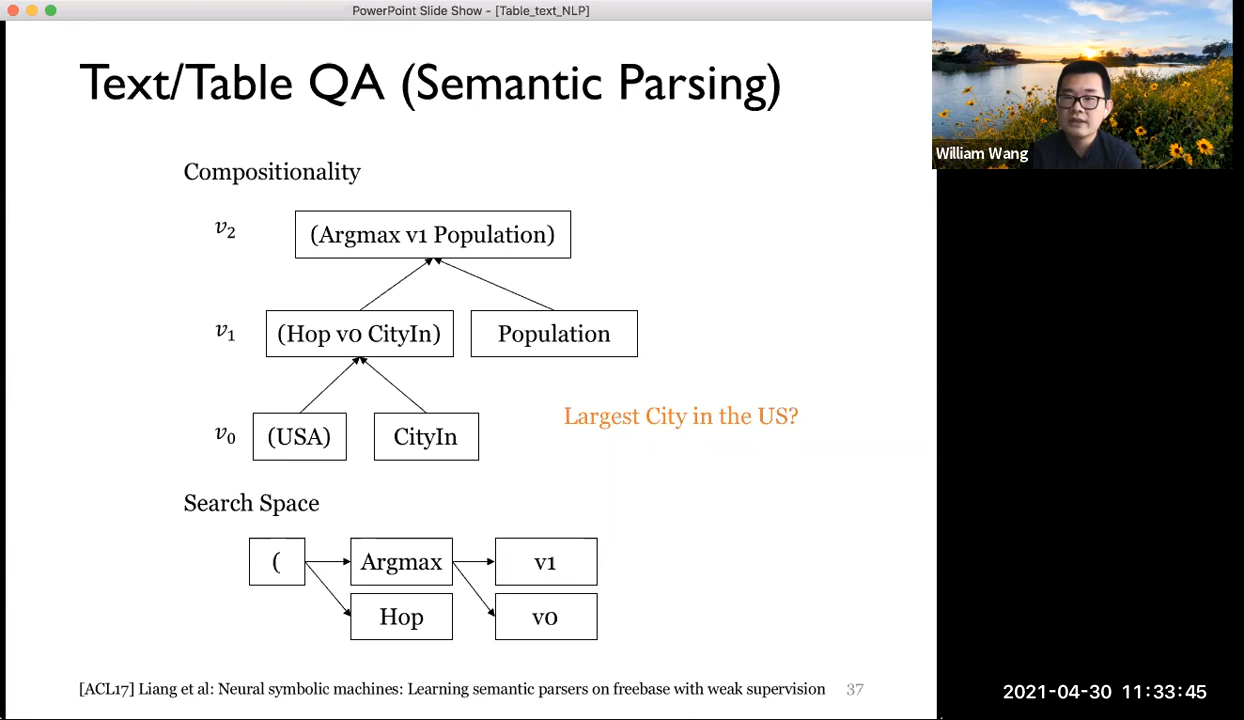 PowerPoint Slide Show - [Table_text_NLP]
Text/Table QA (Semantic Parsing)
William Wang
Compositionality
v2
(Argmax v1 Population)
v1
(Hop v0 CityIn)
Population
Largest City in the US?
v0
(USA)
CityIn
Search Space
(
Argmax
v1
Hop
v0
[ACL17] Liang et al: Neural symbolic machines: Learning semantic parsers on freebase with weak supervision
37
2021-04-30 11:33:45